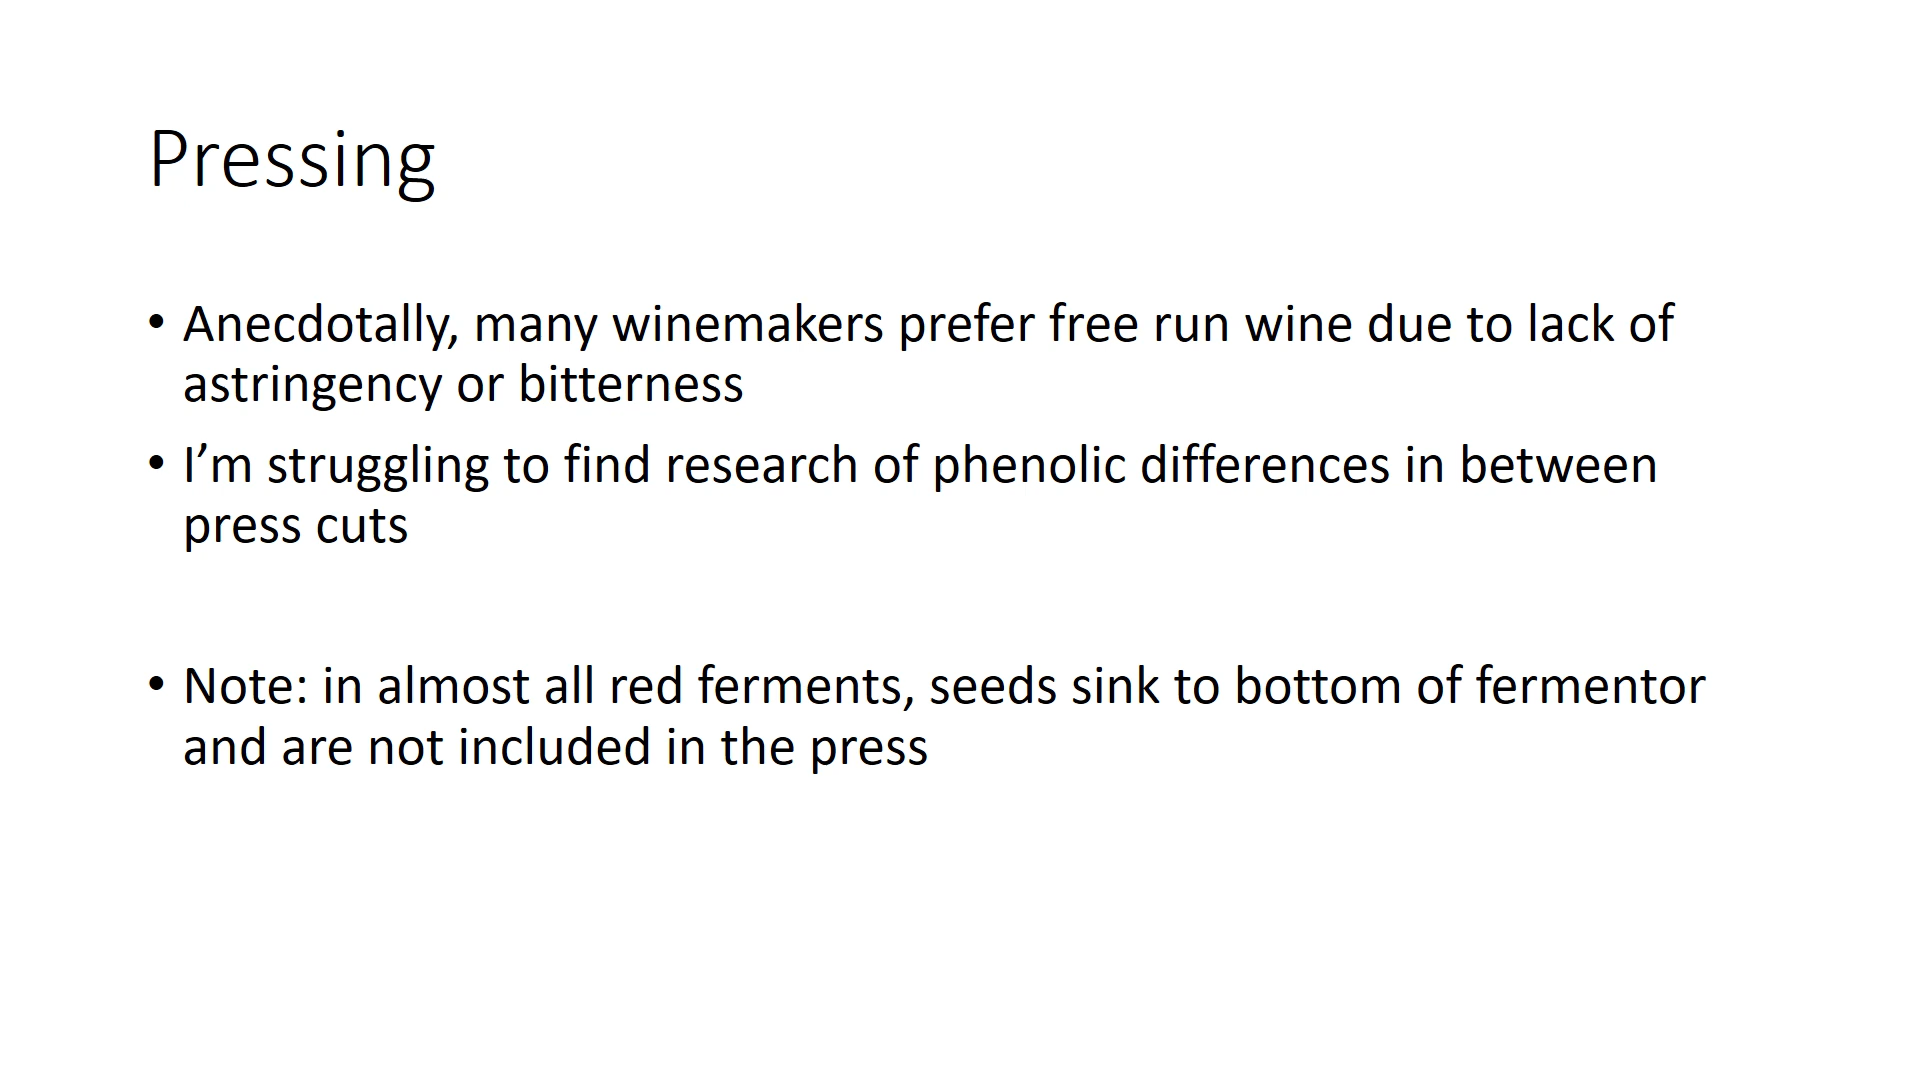 Pressing
• Anecdotally, many winemakers prefer free run wine due to lack of
astringency or bitterness
• I’m struggling to find research of phenolic differences in between
press cuts
• Note: in almost all red ferments, seeds sink to bottom of fermentor
and are not included in the press